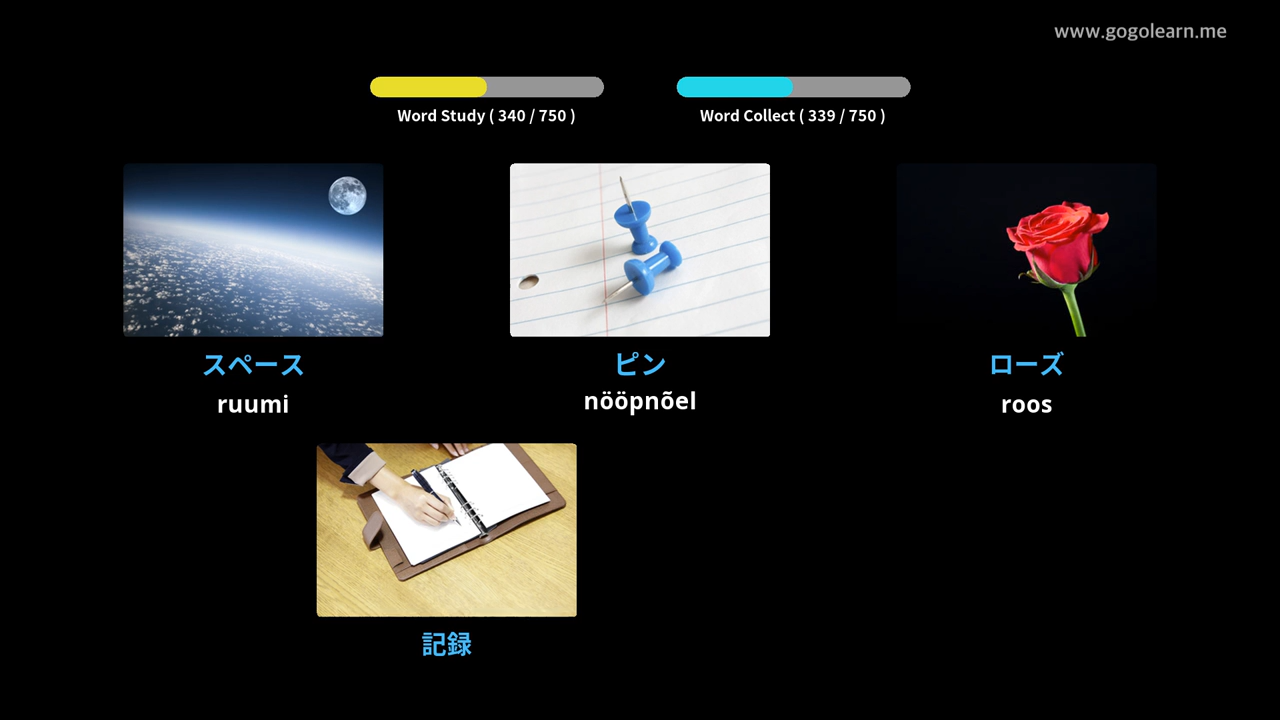 www.gogolearn.me
Word Study ( 340 / 750 )
Word Collect ( 339 / 750 )
スペース
ruumi
ピン
nööpnõel
ローズ
roos
記録